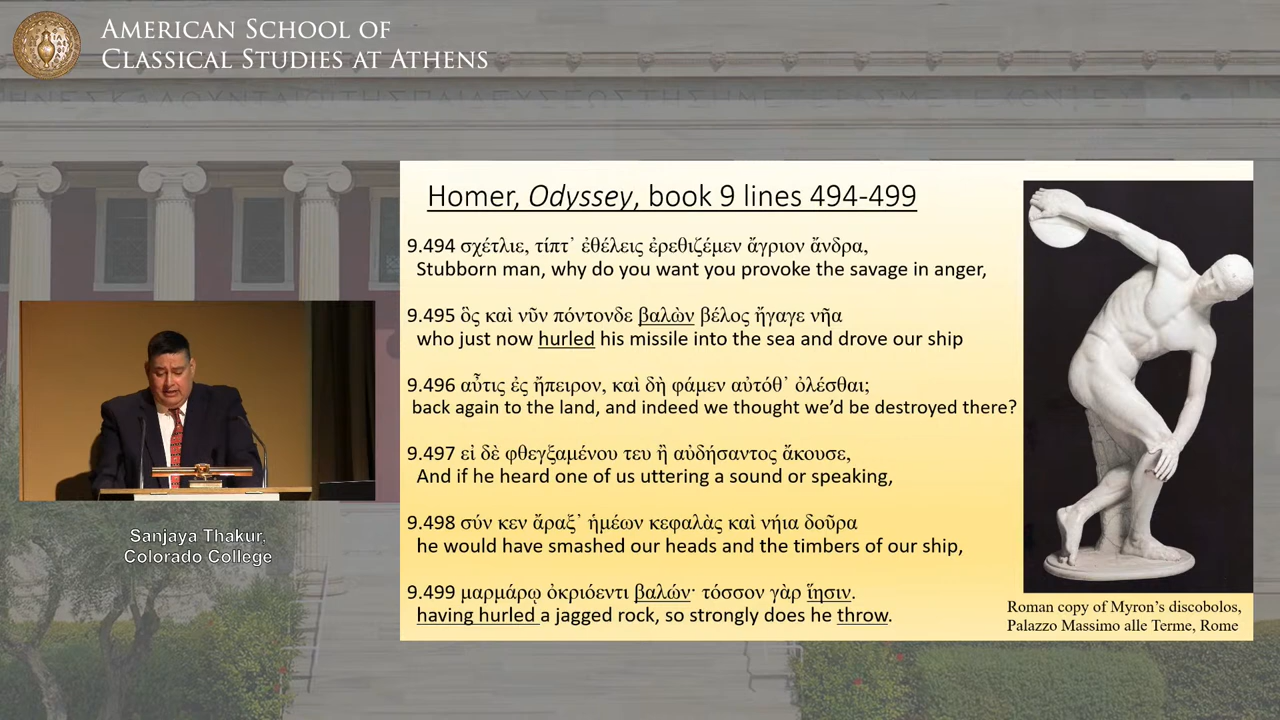 AMERICAN SCHOOL OF
CLASSICAL STUDIES AT ATHENS
Homer, Odyssey, book 9 lines 494-499
9.494 σχέτλιε, τίπτ᾽ ἐθέλεις ἐρεθιζέμεν ἄγριον ἄνδρα,
Stubborn man, why do you want you provoke the savage in anger,
9.495 ὃς καὶ νῦν πόντονδε βαλὼν βέλος ἤγαγε νῆα
who just now hurled his missile into the sea and drove our ship
9.496 αὖτις ἐς ἤπειρον, καὶ δὴ φάμεν αὐτόθ᾽ ὀλέσθαι;
back again to the land, and indeed we thought we’d be destroyed there?
9.497 εἰ δὲ φθεγξαμένου τευ ἢ αὐδήσαντος ἄκουσε,
And if he heard one of us uttering a sound or speaking,
9.498 σύν κεν ἄραξ᾽ ἡμέων κεφαλὰς καὶ νήια δοῦρα
he would have smashed our heads and the timbers of our ship,
9.499 μαρμάρῳ ὀκριόεντι βαλών· τόσσον γὰρ ἵησιν.
having hurled a jagged rock, so strongly does he throw.
Roman copy of Myron’s discobolos,
Palazzo Massimo alle Terme, Rome
Sanjaya Thakur,
Colorado College